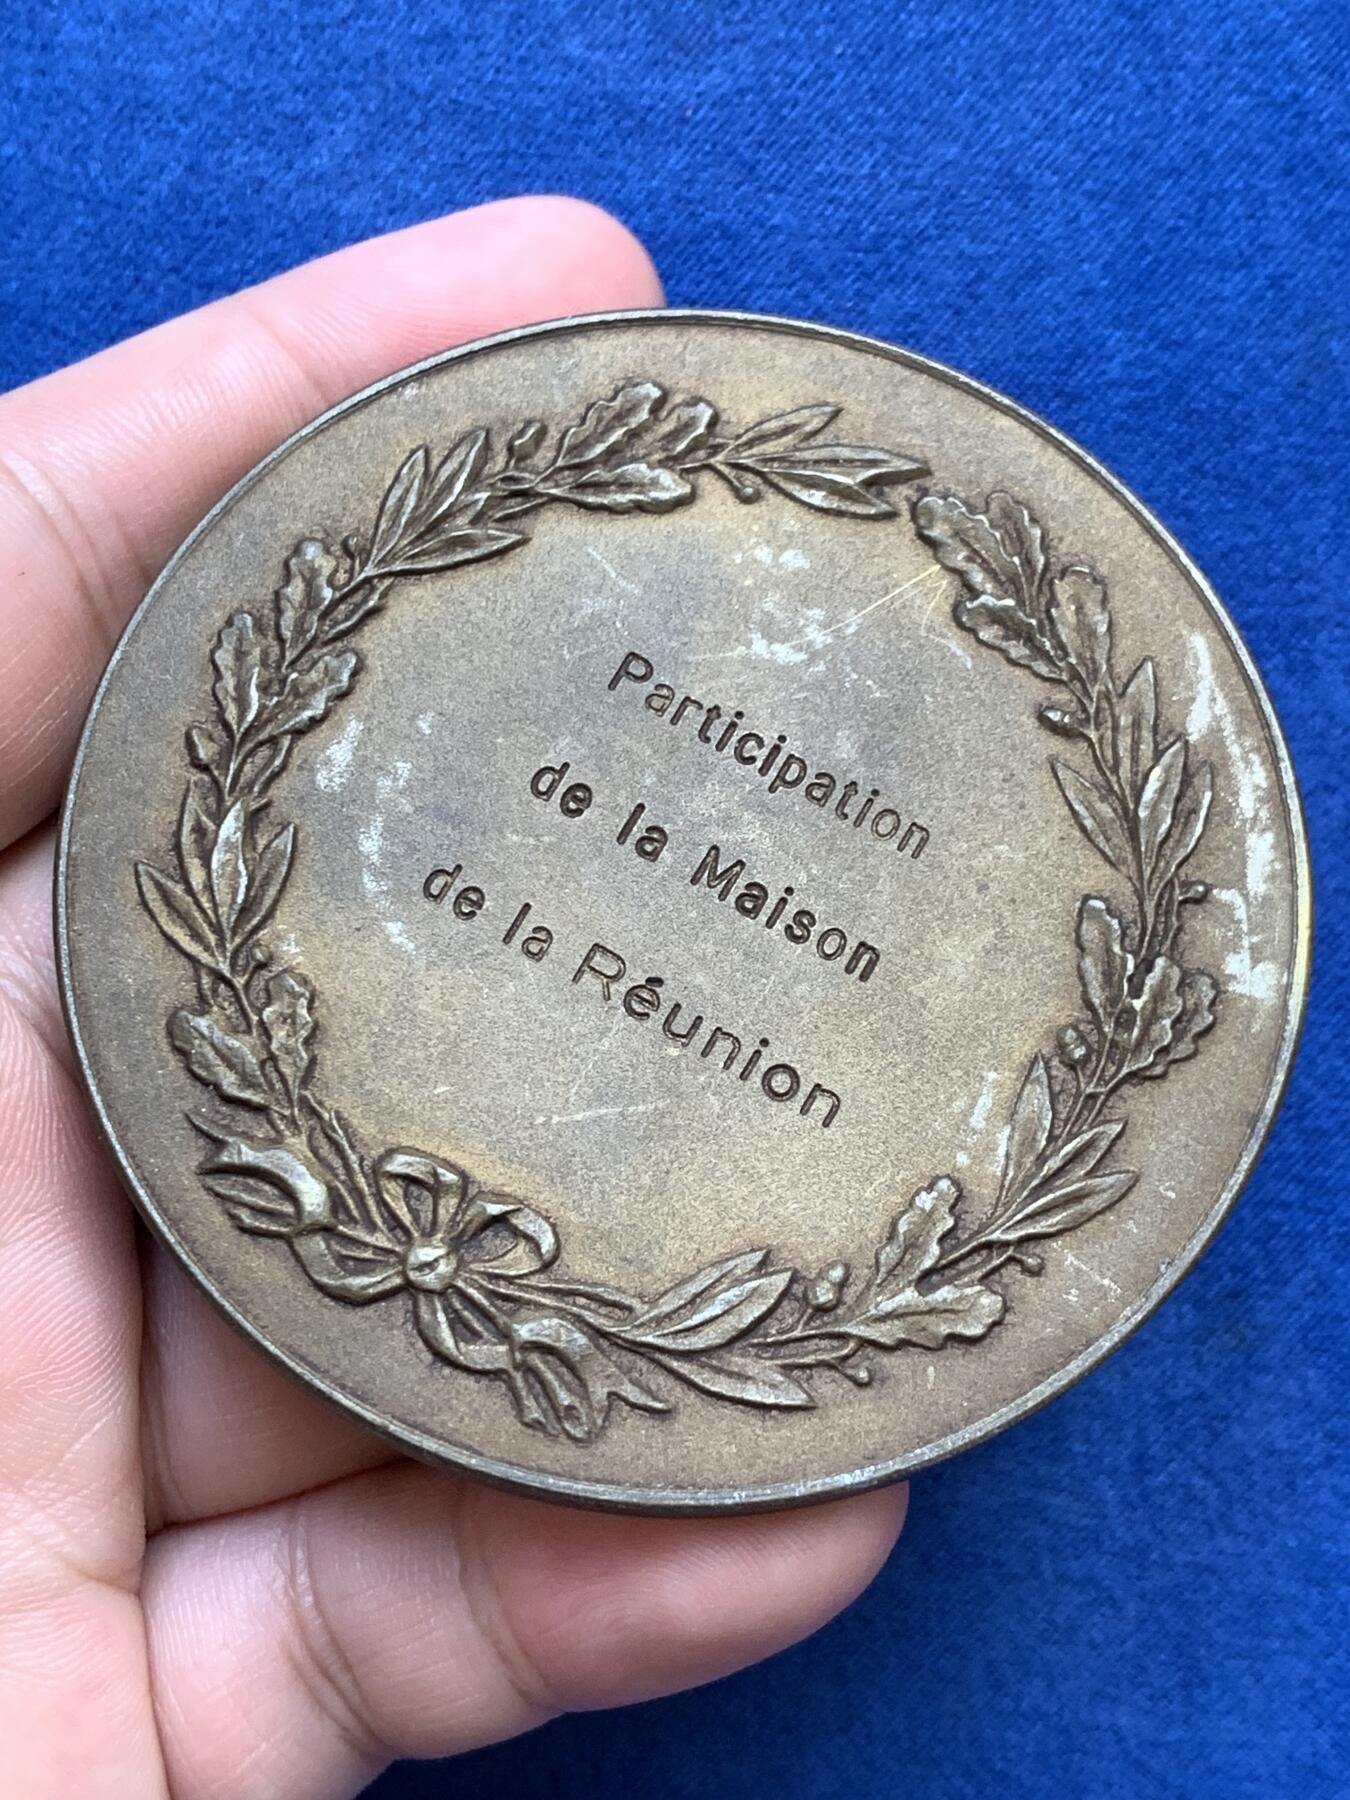 Participation
de la Maison
de la Réunion